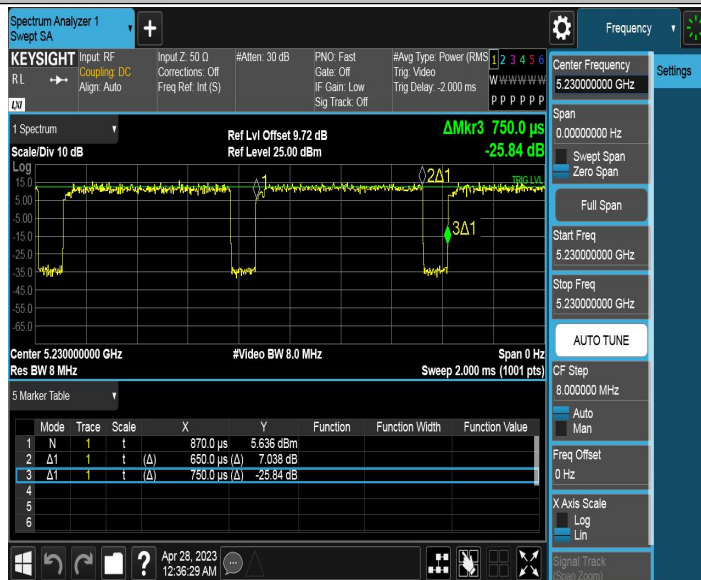 Spectrum Analyzer 1
Swept SA
+
Frequency
KEYSIGHT
RL
LXI
Input: RF
Coupling: DC
Align: Auto
Input Z: 50 Ω
Corrections: Off
Freq Ref: Int (S)
#Atten: 30 dB
PNO: Fast
Gate: Off
IF Gain: Low
Sig Track: Off
#Avg Type: Power (RMS
Trig: Video
Trig Delay: -2.000 ms
1 2 3 4 5 6
W W W W W W
P P P P P P
1 Spectrum
Scale/Div 10 dB
Ref Lvl Offset 9.72 dB
Ref Level 25.00 dBm
ΔMkr3 750.0 µs
-25.84 dB
Log
15.0
5.00
-5.00
-15.0
-25.0
-35.0
-45.0
-55.0
-65.0
1
2Δ1
TRIG LVL
3Δ1
Center 5.230000000 GHz
#Video BW 8.0 MHz
Span 0 Hz
Res BW 8 MHz
Sweep 2.000 ms (1001 pts)
5 Marker Table
Mode Trace Scale X Y Function Function Width Function Value
1 N 1 t 870.0 µs 5.636 dBm
2 Δ1 1 t (Δ) 650.0 µs (Δ) 7.038 dB
3 Δ1 1 t (Δ) 750.0 µs (Δ) -25.84 dB
4
5
6
?
Apr 28, 2023
12:36:29 AM
Center Frequency
5.230000000 GHz
Settings
Span
0.00000000 Hz
Swept Span
Zero Span
Full Span
Start Freq
5.230000000 GHz
Stop Freq
5.230000000 GHz
AUTO TUNE
CF Step
8.000000 MHz
Auto
Man
Freq Offset
0 Hz
X Axis Scale
Log
Lin
Signal Track
(Span Zoom)